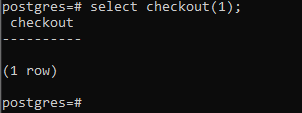 postgres=# select checkout(1);
 checkout
----------

(1 row)

postgres=#